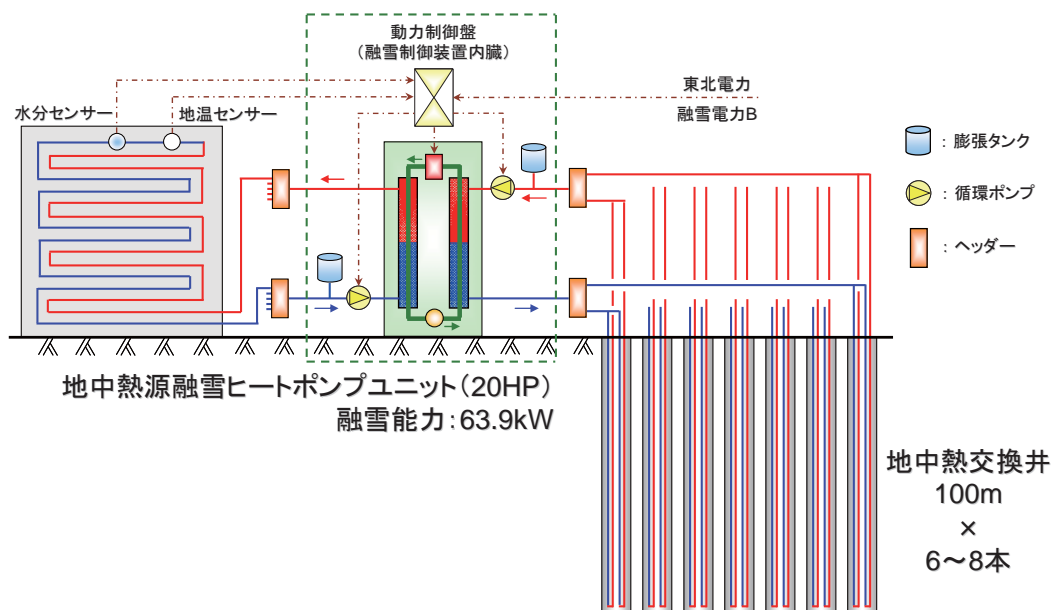 動力制御盤
(融雪制御装置内臓)
東北電力
融雪電力B
水分センサー
地温センサー
: 膨張タンク
: 循環ポンプ
: ヘッダー
地中熱源融雪ヒートポンプユニット(20HP)
融雪能力:63.9kW
地中熱交換井
100m
×
6～8本